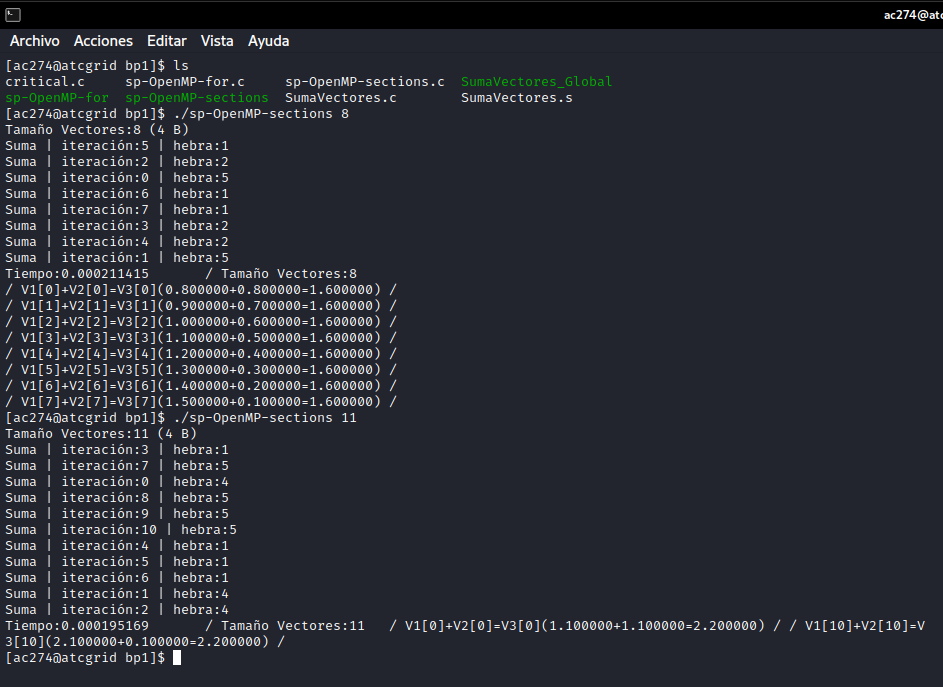 ac274@atc
Archivo Acciones Editar Vista Ayuda
[ac274@atcgrid bp1]$ ls
critical.c     sp-OpenMP-for.c     sp-OpenMP-sections.c  SumaVectores_Global
sp-OpenMP-for  sp-OpenMP-sections  SumaVectores.c        SumaVectores.s
[ac274@atcgrid bp1]$ ./sp-OpenMP-sections 8
Tamaño Vectores:8 (4 B)
Suma | iteración:5 | hebra:1
Suma | iteración:2 | hebra:2
Suma | iteración:0 | hebra:5
Suma | iteración:6 | hebra:1
Suma | iteración:7 | hebra:1
Suma | iteración:3 | hebra:2
Suma | iteración:4 | hebra:2
Suma | iteración:1 | hebra:5
Tiempo:0.000211415       / Tamaño Vectores:8
/ V1[0]+V2[0]=V3[0](0.800000+0.800000=1.600000) /
/ V1[1]+V2[1]=V3[1](0.900000+0.700000=1.600000) /
/ V1[2]+V2[2]=V3[2](1.000000+0.600000=1.600000) /
/ V1[3]+V2[3]=V3[3](1.100000+0.500000=1.600000) /
/ V1[4]+V2[4]=V3[4](1.200000+0.400000=1.600000) /
/ V1[5]+V2[5]=V3[5](1.300000+0.300000=1.600000) /
/ V1[6]+V2[6]=V3[6](1.400000+0.200000=1.600000) /
/ V1[7]+V2[7]=V3[7](1.500000+0.100000=1.600000) /
[ac274@atcgrid bp1]$ ./sp-OpenMP-sections 11
Tamaño Vectores:11 (4 B)
Suma | iteración:3 | hebra:1
Suma | iteración:7 | hebra:5
Suma | iteración:0 | hebra:4
Suma | iteración:8 | hebra:5
Suma | iteración:9 | hebra:5
Suma | iteración:10 | hebra:5
Suma | iteración:4 | hebra:1
Suma | iteración:5 | hebra:1
Suma | iteración:6 | hebra:1
Suma | iteración:1 | hebra:4
Suma | iteración:2 | hebra:4
Tiempo:0.000195169       / Tamaño Vectores:11   / V1[0]+V2[0]=V3[0](1.100000+1.100000=2.200000) / / V1[10]+V2[10]=V
3[10](2.100000+0.100000=2.200000) /
[ac274@atcgrid bp1]$